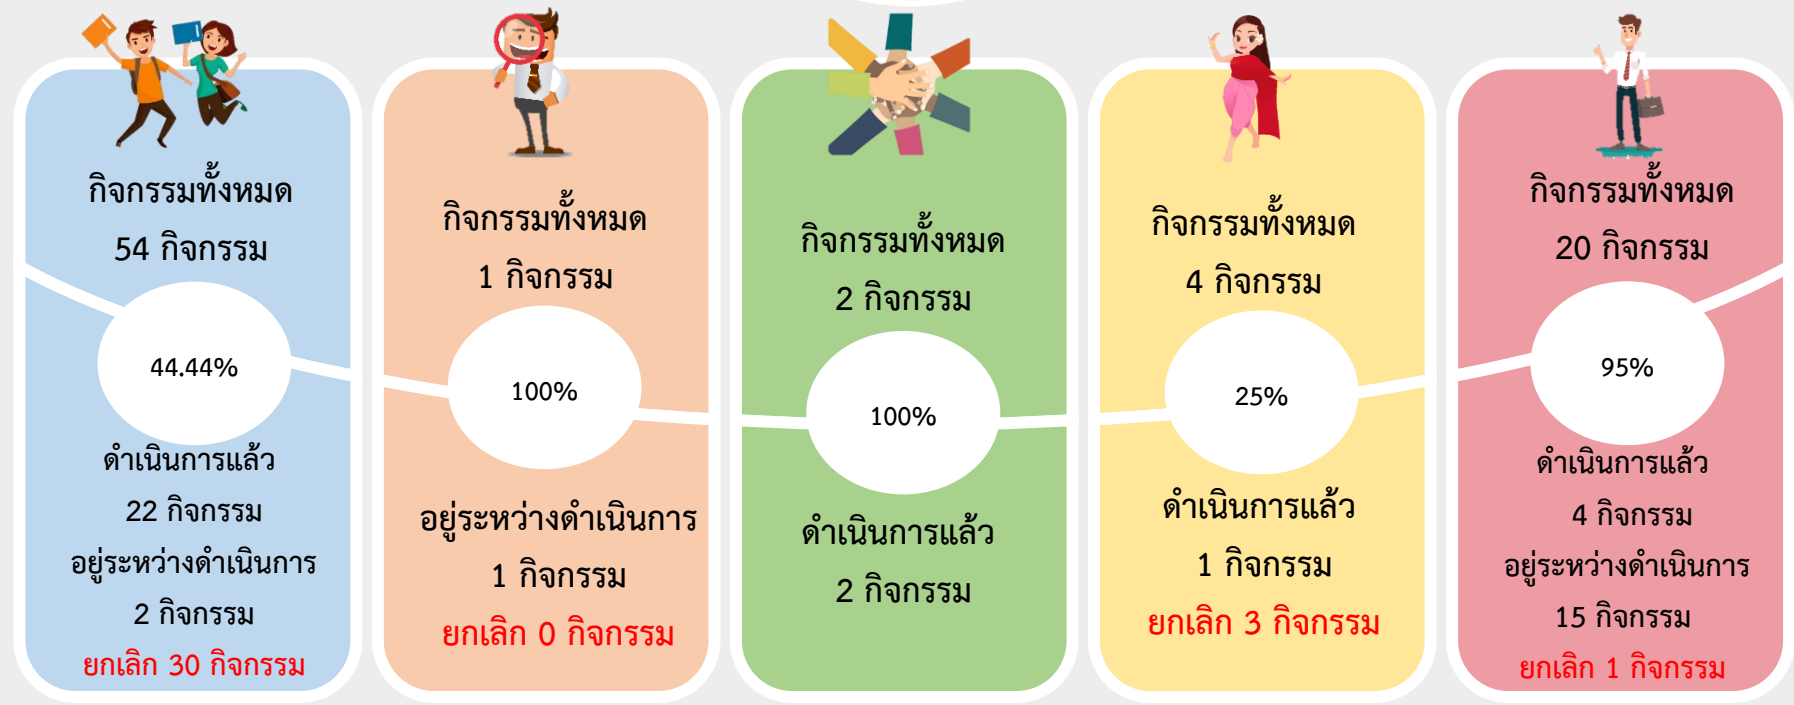 กิจกรรมทั้งหมด
54 กิจกรรม
44.44%
ดำเนินการแล้ว
22 กิจกรรม
อยู่ระหว่างดำเนินการ
2 กิจกรรม
ยกเลิก 30 กิจกรรม
กิจกรรมทั้งหมด
1 กิจกรรม
100%
อยู่ระหว่างดำเนินการ
1 กิจกรรม
ยกเลิก 0 กิจกรรม
กิจกรรมทั้งหมด
2 กิจกรรม
100%
ดำเนินการแล้ว
2 กิจกรรม
กิจกรรมทั้งหมด
4 กิจกรรม
25%
ดำเนินการแล้ว
1 กิจกรรม
ยกเลิก 3 กิจกรรม
กิจกรรมทั้งหมด
20 กิจกรรม
95%
ดำเนินการแล้ว
4 กิจกรรม
อยู่ระหว่างดำเนินการ
15 กิจกรรม
ยกเลิก 1 กิจกรรม